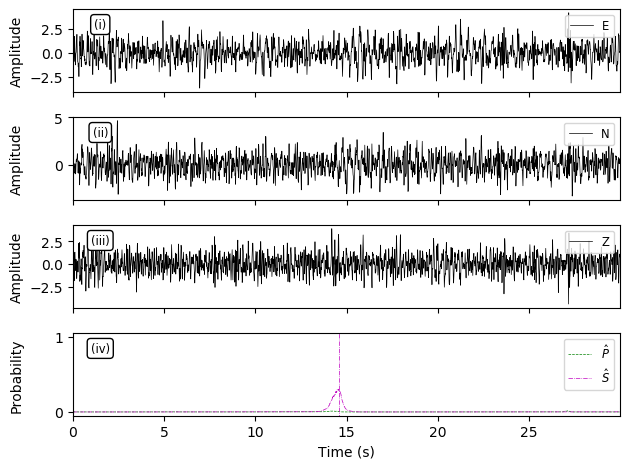 Amplitude
2.5
0.0
−2.5
(i)
E
Amplitude
5
0
(ii)
N
Amplitude
2.5
0.0
−2.5
(iii)
Z
Probability
1
0
(iv)
P̂
Ŝ
0 5 10 15 20 25
Time (s)